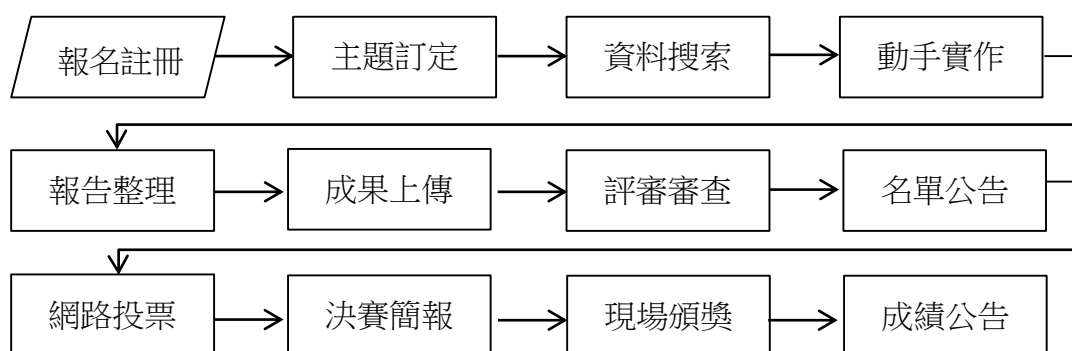 報名註冊 主題訂定 資料搜索 動手實作
報告整理 成果上傳 評審審查 名單公告
網路投票 決賽簡報 現場頒獎 成績公告